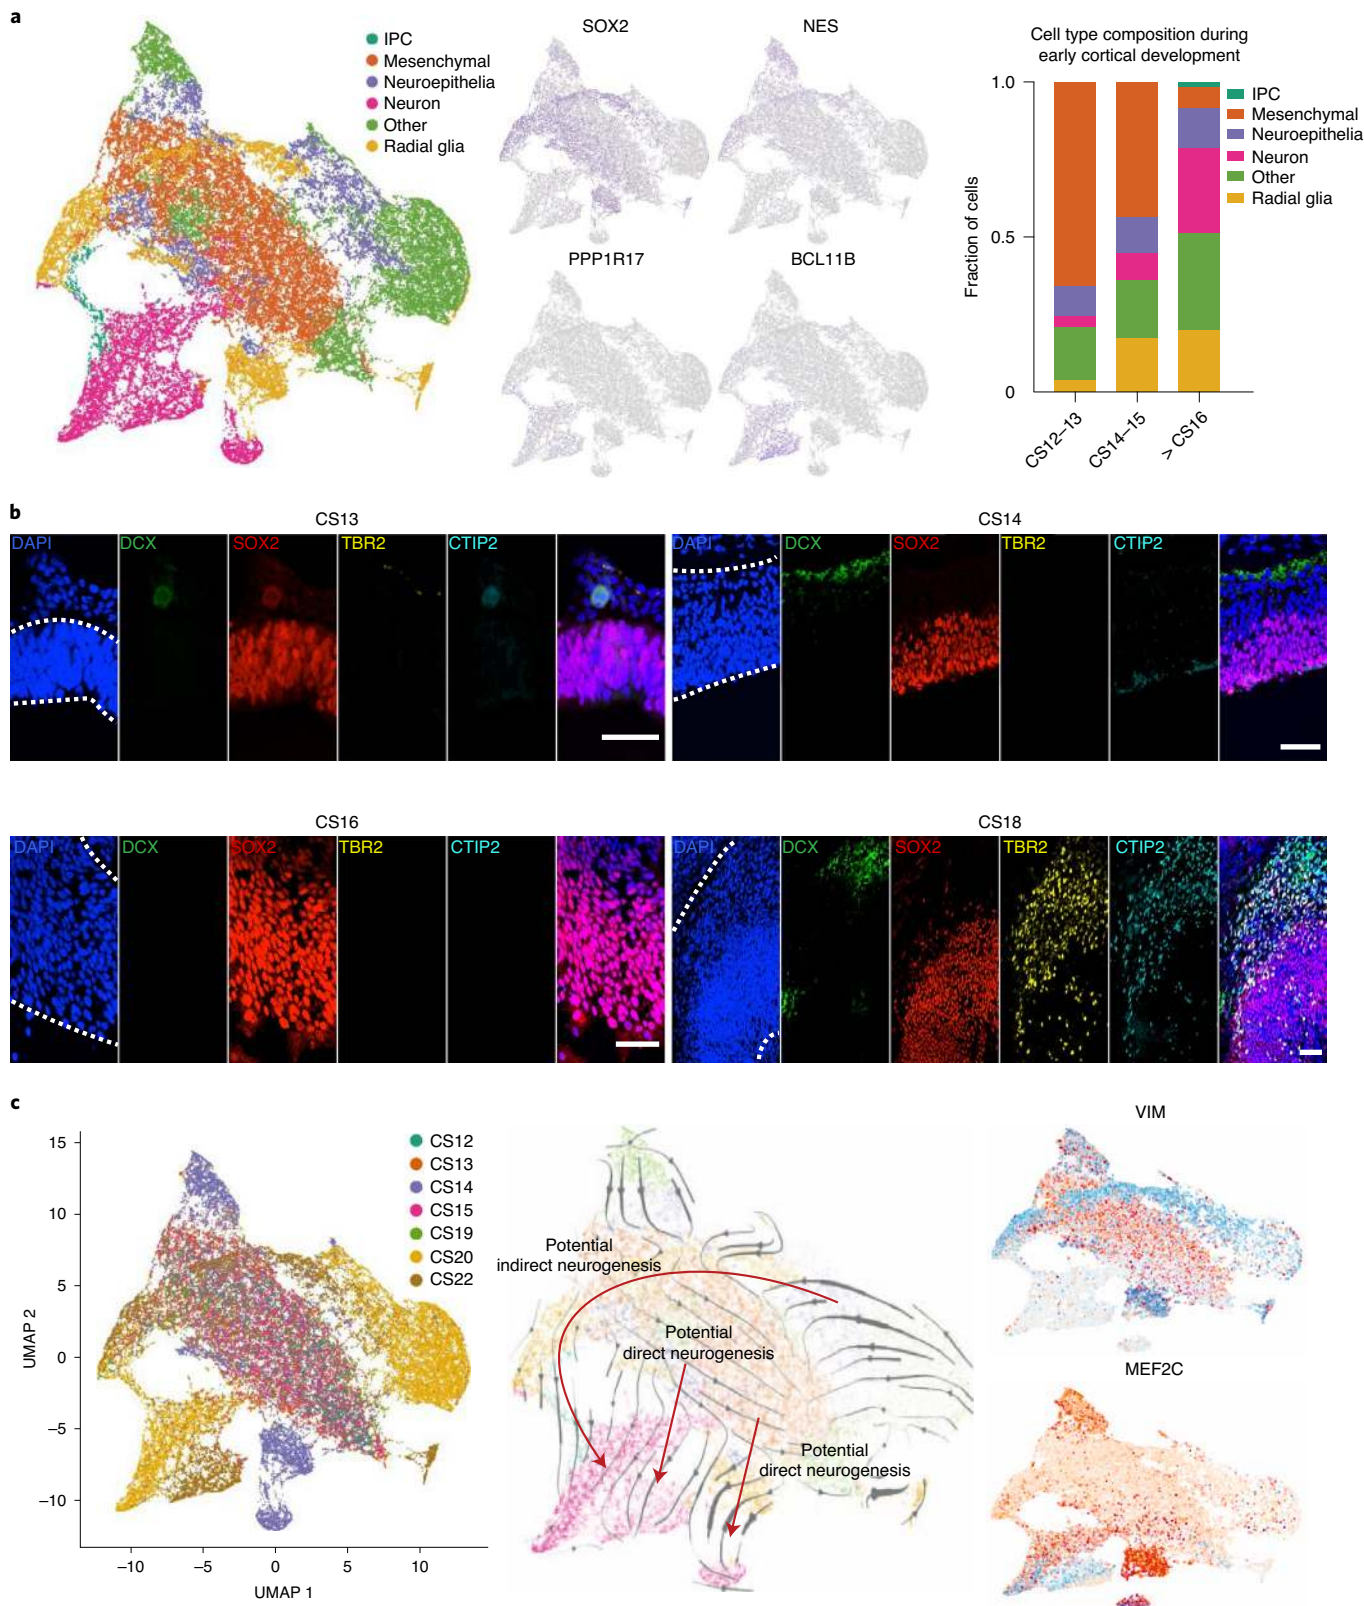 a
IPC
Mesenchymal
Neuroepithelia
Neuron
Other
Radial glia
SOX2
NES
PPP1R17
BCL11B
Cell type composition during
early cortical development
1.0
0.5
0
Fraction of cells
CS12–13
CS14–15
> CS16
IPC
Mesenchymal
Neuroepithelia
Neuron
Other
Radial glia
b
CS13
DAPI
DCX
SOX2
TBR2
CTIP2
CS14
DAPI
DCX
SOX2
TBR2
CTIP2
CS16
DAPI
DCX
SOX2
TBR2
CTIP2
CS18
DAPI
DCX
SOX2
TBR2
CTIP2
c
15
10
5
0
–5
–10
UMAP 2
–10
–5
0
5
10
UMAP 1
CS12
CS13
CS14
CS15
CS19
CS20
CS22
Potential
indirect neurogenesis
Potential
direct neurogenesis
Potential
direct neurogenesis
VIM
MEF2C